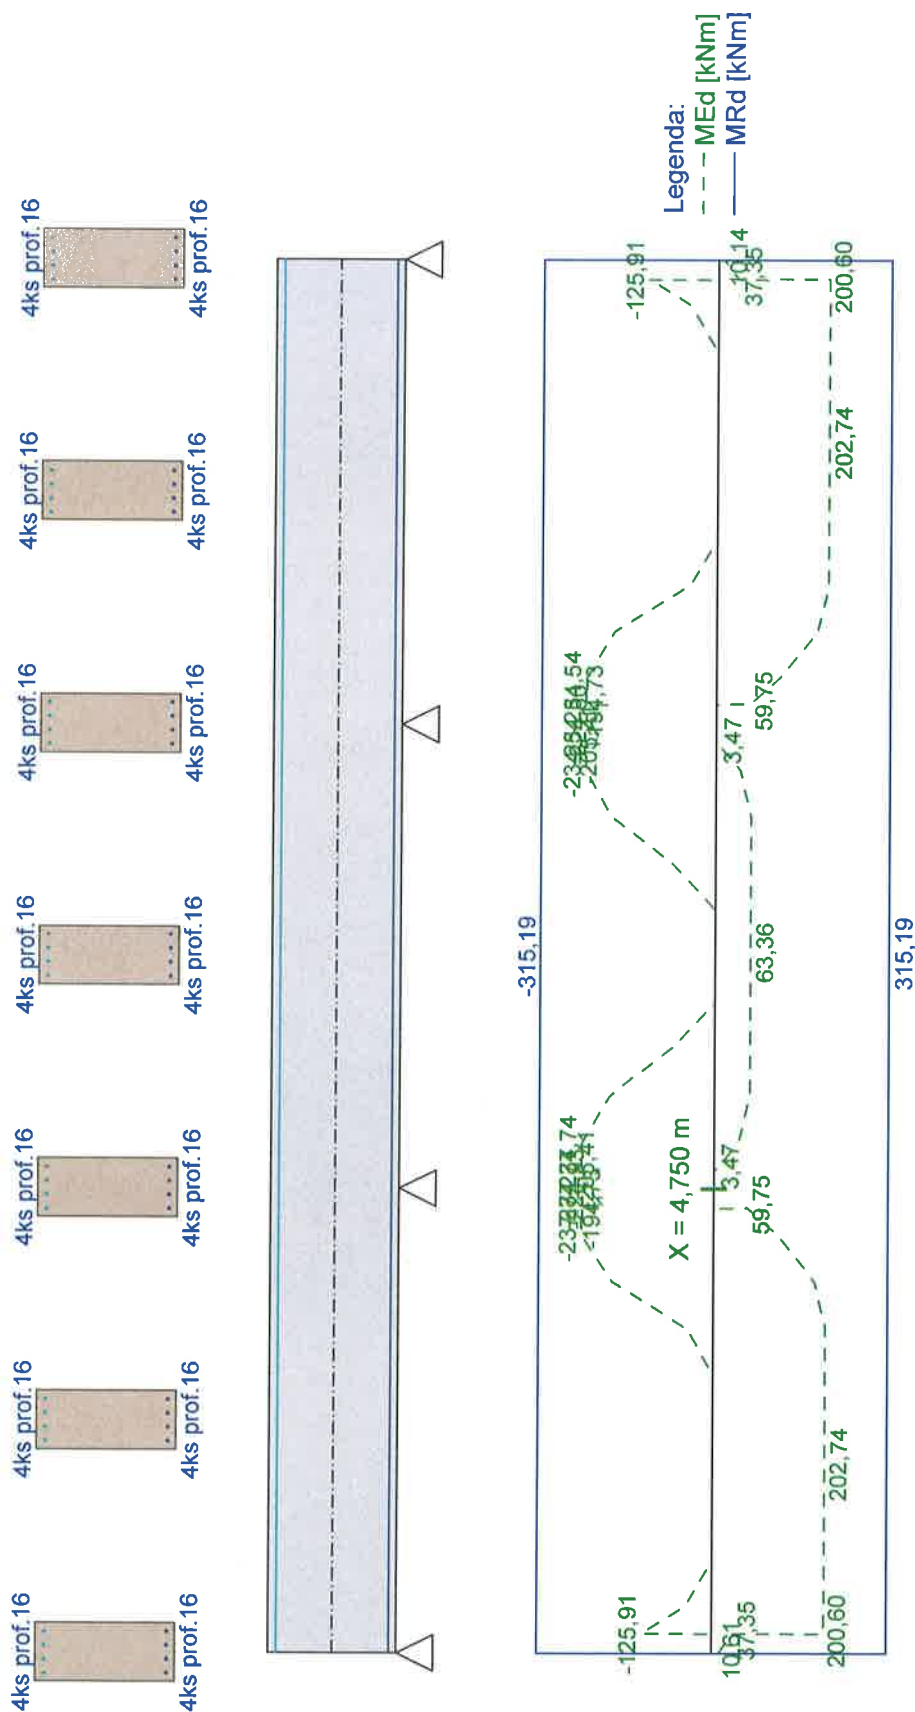 4ks prof.16
4ks prof.16
4ks prof.16
4ks prof.16
4ks prof.16
4ks prof.16
4ks prof.16
4ks prof.16
4ks prof.16
4ks prof.16
4ks prof.16
4ks prof.16
4ks prof.16
4ks prof.16
-315,19
-125,91
-125,91
X = 4,750 m
37,35
200,60
202,74
59,75
3,47
63,36
3,47
59,75
202,74
37,35
200,60
315,19
Legenda:
MEd [kNm]
MRd [kNm]